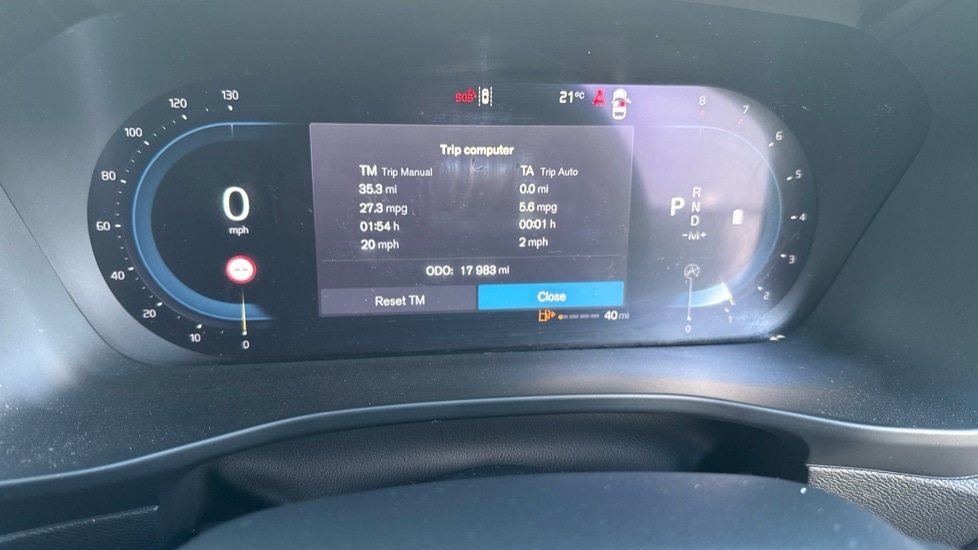 SOS 21°C
Trip computer
TM Trip Manual TA Trip Auto
35.3 mi 0.0 mi
27.3 mpg 5.6 mpg
01:54 h 00:01 h
20 mph 2 mph
ODO: 17 983 mi
Reset TM Close
40 mi
0
mph
130
120
100
80
60
40
20
10
0
P
R
N
D
-M+
8
7
6
5
4
3
2
1
0